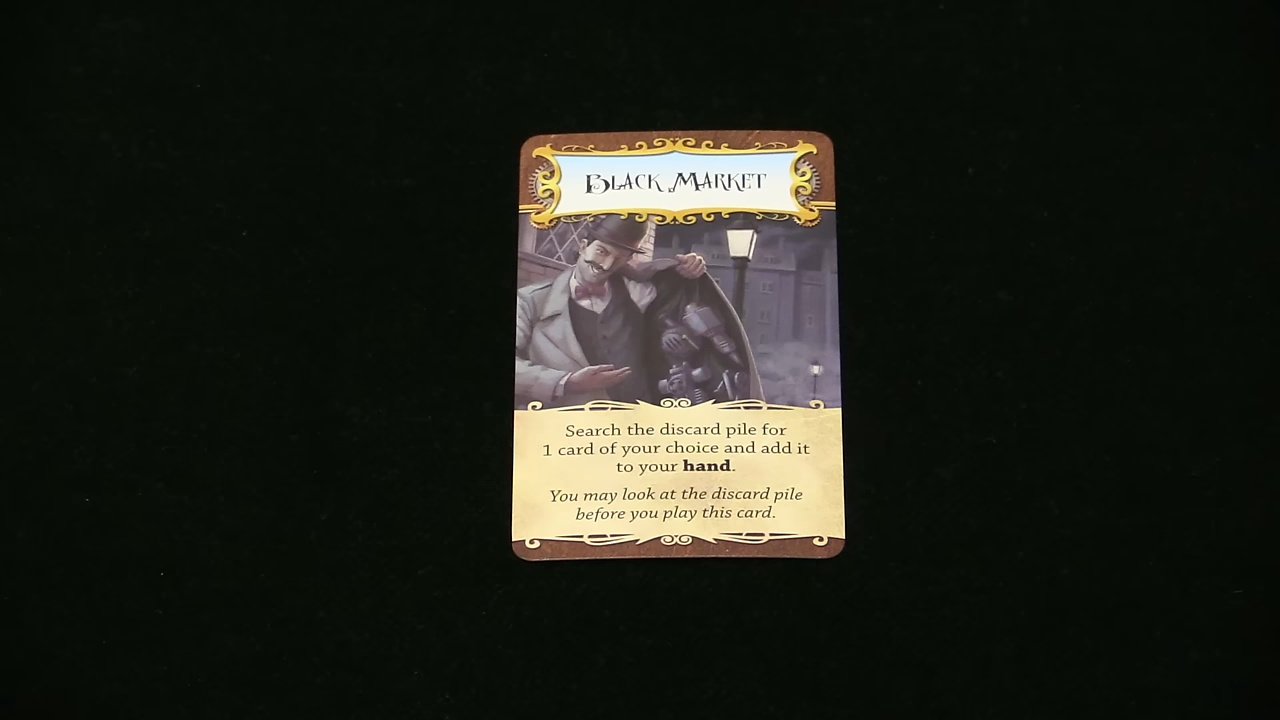 Black Market
Search the discard pile for
1 card of your choice and add it
to your hand.
You may look at the discard pile
before you play this card.